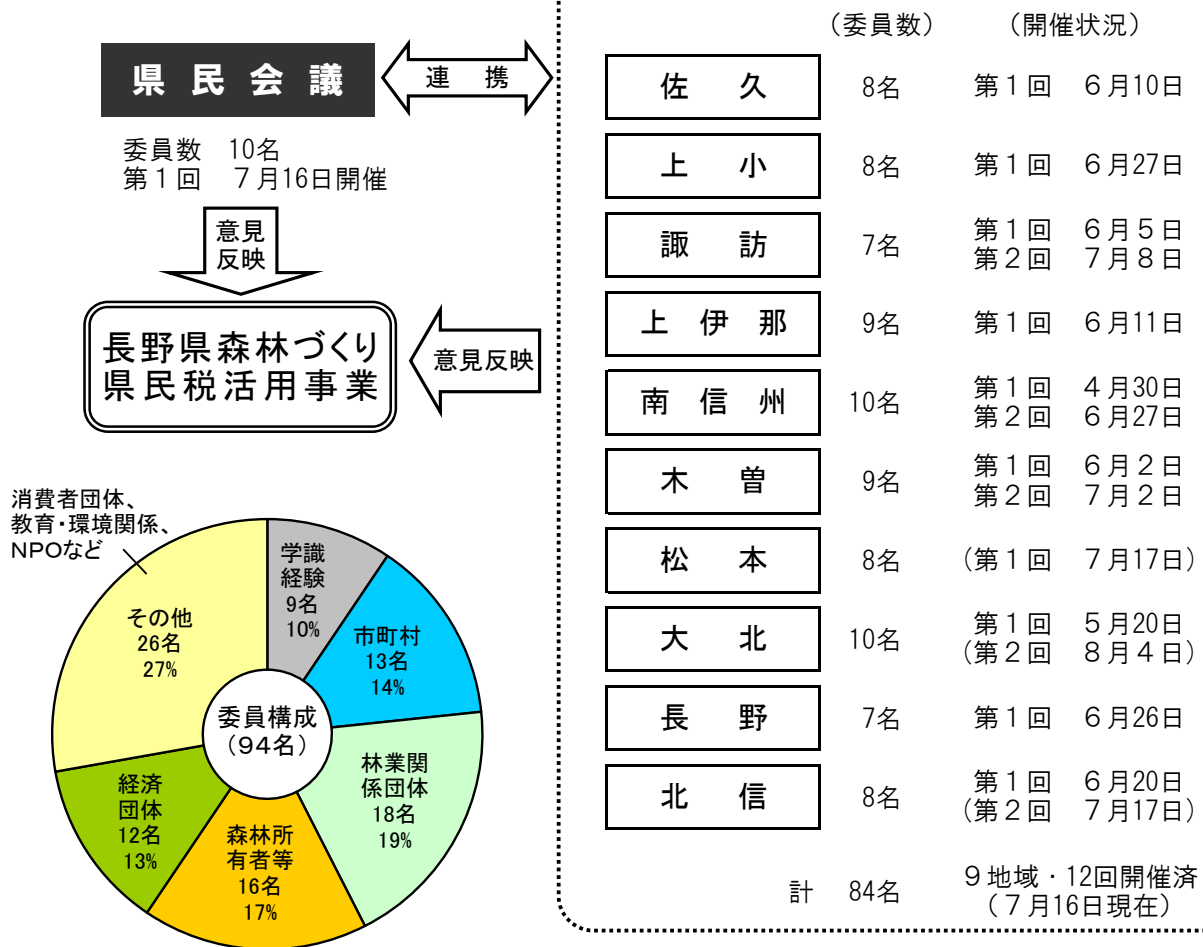 県民会議
連　携
委員数　10名
第１回　７月16日開催
意見
反映
長野県森林づくり
県民税活用事業
意見反映
（委員数）　（開催状況）
佐　久　8名　第１回　６月10日
上　小　8名　第１回　６月27日
諏　訪　7名　第１回　６月５日
第２回　７月８日
上　伊　那　9名　第１回　６月11日
南　信　州　10名　第１回　４月30日
第２回　６月27日
木　曽　9名　第１回　６月２日
第２回　７月２日
松　本　8名　（第１回　７月17日）
大　北　10名　第１回　５月20日
（第２回　８月４日）
長　野　7名　第１回　６月26日
北　信　8名　第１回　６月20日
（第２回　７月17日）
計　84名　９地域・12回開催済
（７月16日現在）
消費者団体、
教育・環境関係、
NPOなど
その他
26名
27%
学識
経験
9名
10%
市町村
13名
14%
林業関
係団体
18名
19%
森林所
有者等
16名
17%
経済
団体
12名
13%
委員構成
（94名）